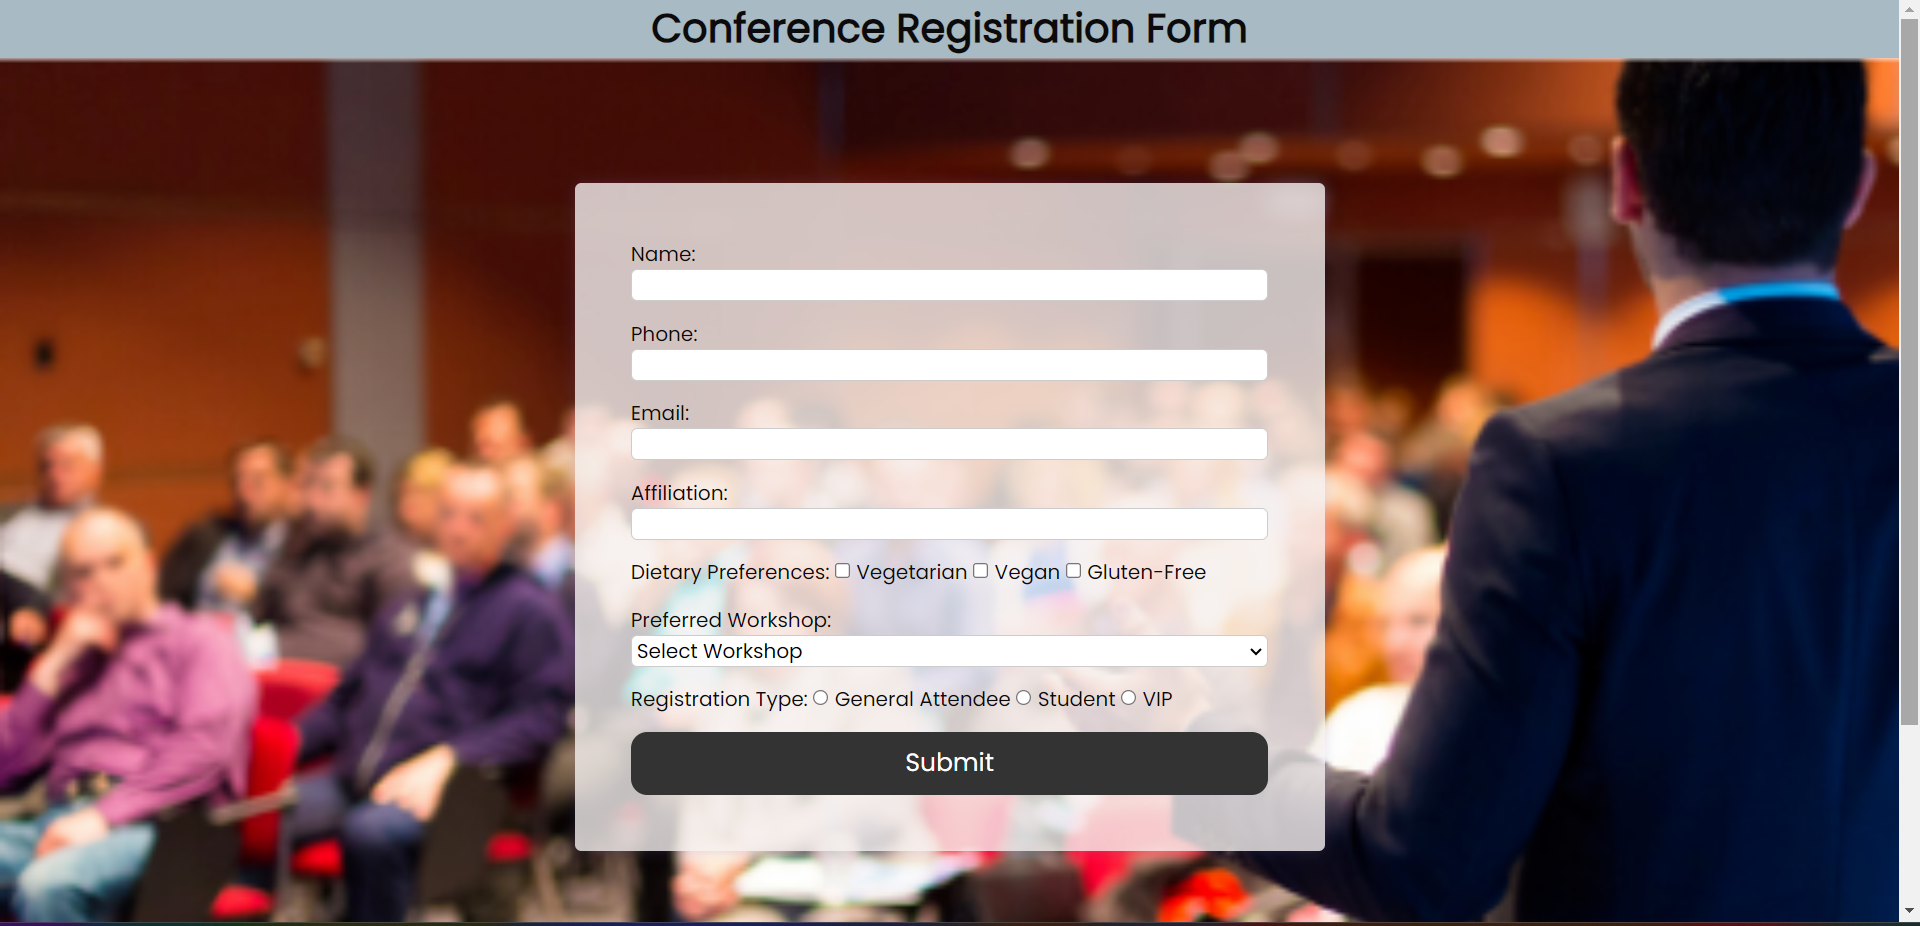 Conference Registration Form
Name:
Phone:
Email:
Affiliation:
Dietary Preferences: Vegetarian Vegan Gluten-Free
Preferred Workshop:
Select Workshop
Registration Type: General Attendee Student VIP
Submit